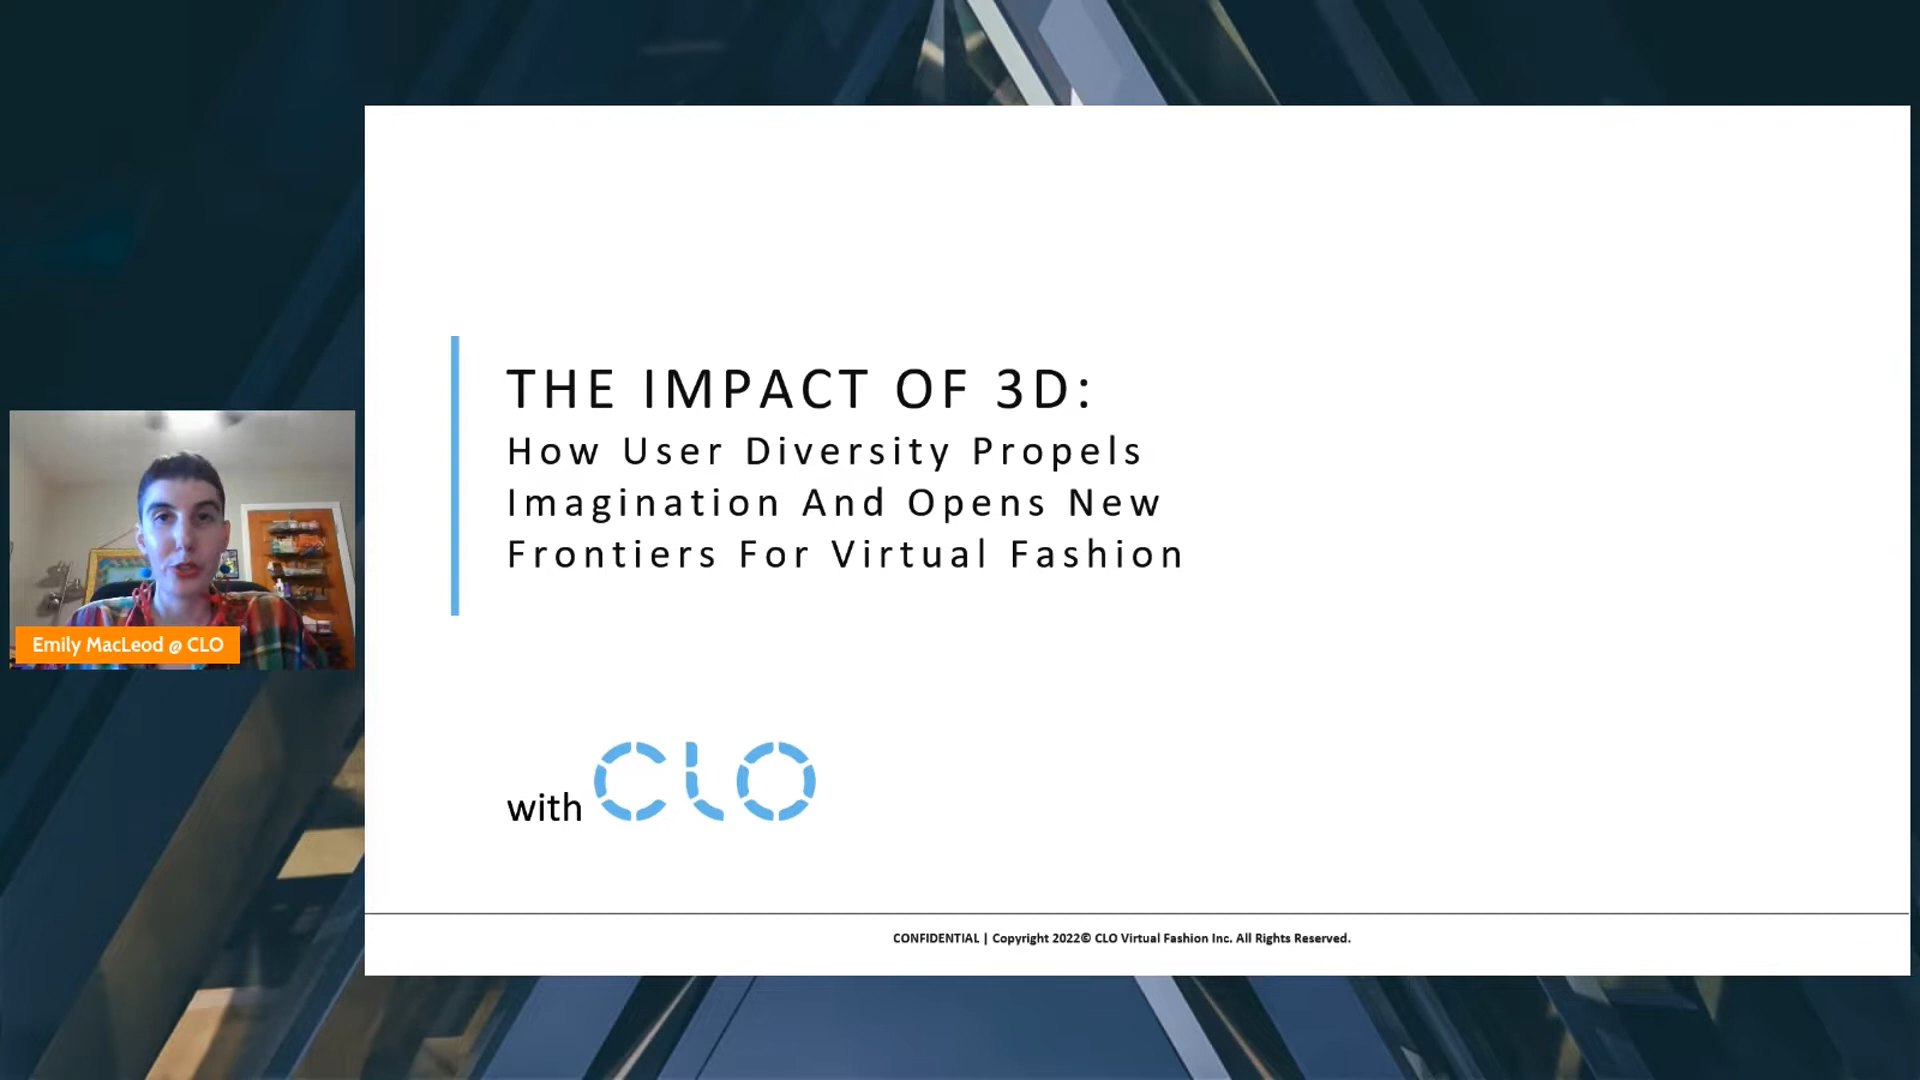 THE IMPACT OF 3D:
How User Diversity Propels
Imagination And Opens New
Frontiers For Virtual Fashion
Emily MacLeod @ CLO
with CLO
CONFIDENTIAL | Copyright 2022© CLO Virtual Fashion Inc. All Rights Reserved.